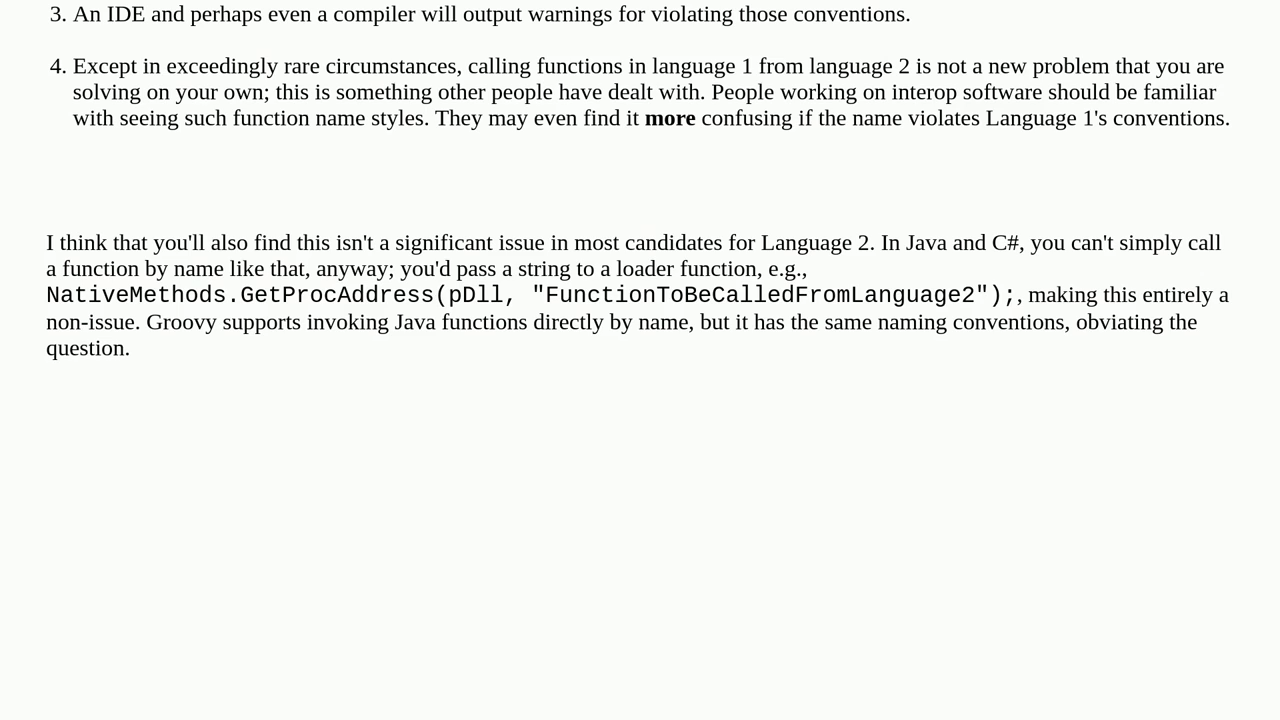 3. An IDE and perhaps even a compiler will output warnings for violating those conventions.
4. Except in exceedingly rare circumstances, calling functions in language 1 from language 2 is not a new problem that you are
solving on your own; this is something other people have dealt with. People working on interop software should be familiar
with seeing such function name styles. They may even find it more confusing if the name violates Language 1's conventions.
I think that you'll also find this isn't a significant issue in most candidates for Language 2. In Java and C#, you can't simply call
a function by name like that, anyway; you'd pass a string to a loader function, e.g.,
NativeMethods.GetProcAddress(pDll, "FunctionToBeCalledFromLanguage2");, making this entirely a
non-issue. Groovy supports invoking Java functions directly by name, but it has the same naming conventions, obviating the
question.